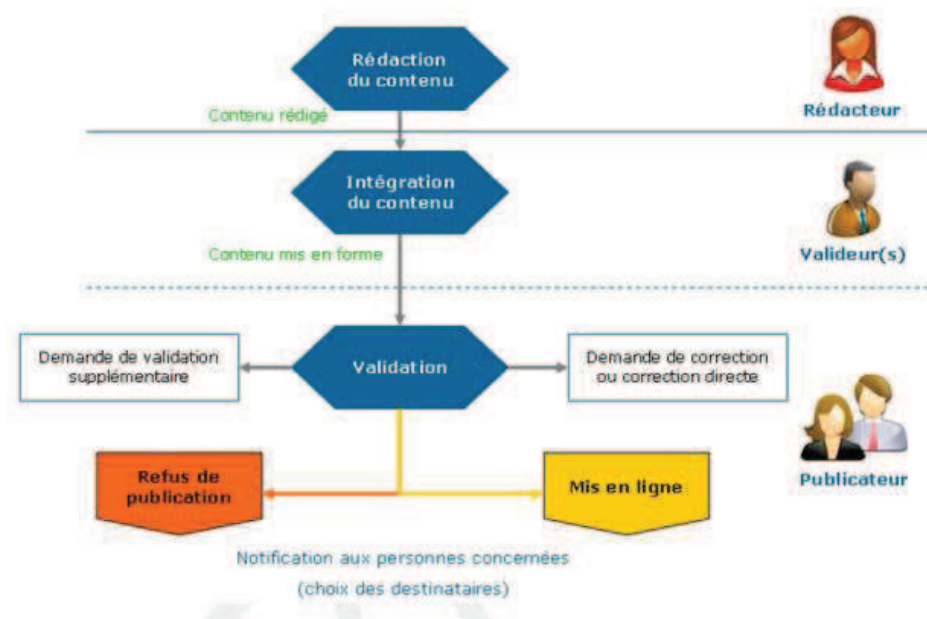 Rédaction
du contenu
Rédacteur
Contenu rédigé
Intégration
du contenu
Valideur(s)
Contenu mis en forme
Demande de validation
supplémentaire
Validation
Demande de correction
ou correction directe
Publicateur
Refus de
publication
Mis en ligne
Notification aux personnes concernées
(choix des destinataires)